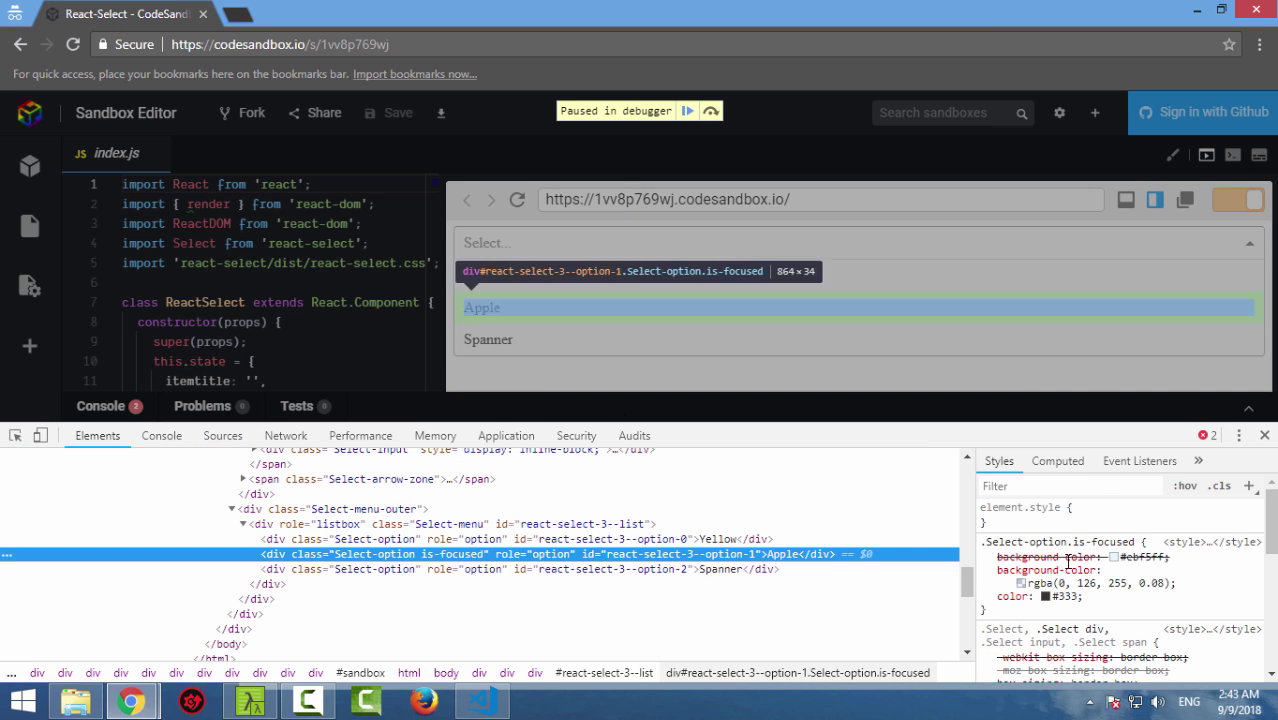 React-Select - CodeSandb
Secure https://codesandbox.io/s/1vv8p769wj
For quick access, place your bookmarks here on the bookmarks bar. Import bookmarks now...
Sandbox Editor Fork Share Save Paused in debugger Search sandboxes Sign in with Github
JS index.js
1 import React from 'react';
2 import { render } from 'react-dom';
3 import ReactDOM from 'react-dom';
4 import Select from 'react-select';
5 import 'react-select/dist/react-select.css';
6
7 class ReactSelect extends React.Component {
8 constructor(props) {
9 super(props);
10 this.state = {
11 itemtitle: '',
https://1vv8p769wj.codesandbox.io/
Select...
div#react-select-3--option-1.Select-option.is-focused 864 × 34
Apple
Spanner
Console 2 Problems 0 Tests 0
Elements Console Sources Network Performance Memory Application Security Audits 2
<div class="Select-input" style="display: inline-block;">…</div>
</span>
<span class="Select-arrow-zone">…</span>
</div>
<div class="Select-menu-outer">
<div role="listbox" class="Select-menu" id="react-select-3--list">
<div class="Select-option" role="option" id="react-select-3--option-0">Yellow</div>
... <div class="Select-option is-focused" role="option" id="react-select-3--option-1">Apple</div> == $0
<div class="Select-option" role="option" id="react-select-3--option-2">Spanner</div>
</div>
</div>
</div>
</div>
</body>
</html>
... div div div div div div div div #sandbox html body div div div #react-select-3--list div#react-select-3--option-1.Select-option.is-focused
Styles Computed Event Listeners »
Filter :hov .cls +
element.style {
}
.Select-option.is-focused { <style>…</style>
background-color: #ebf5ff;
background-color:
rgba(0, 126, 255, 0.08);
color: #333;
}
.Select, .Select div, <style>…</style>
.Select input, .Select span {
-webkit-box-sizing: border-box;
-moz-box-sizing: border-box;
box-sizing: border-box;
ENG
2:43 AM
9/9/2018